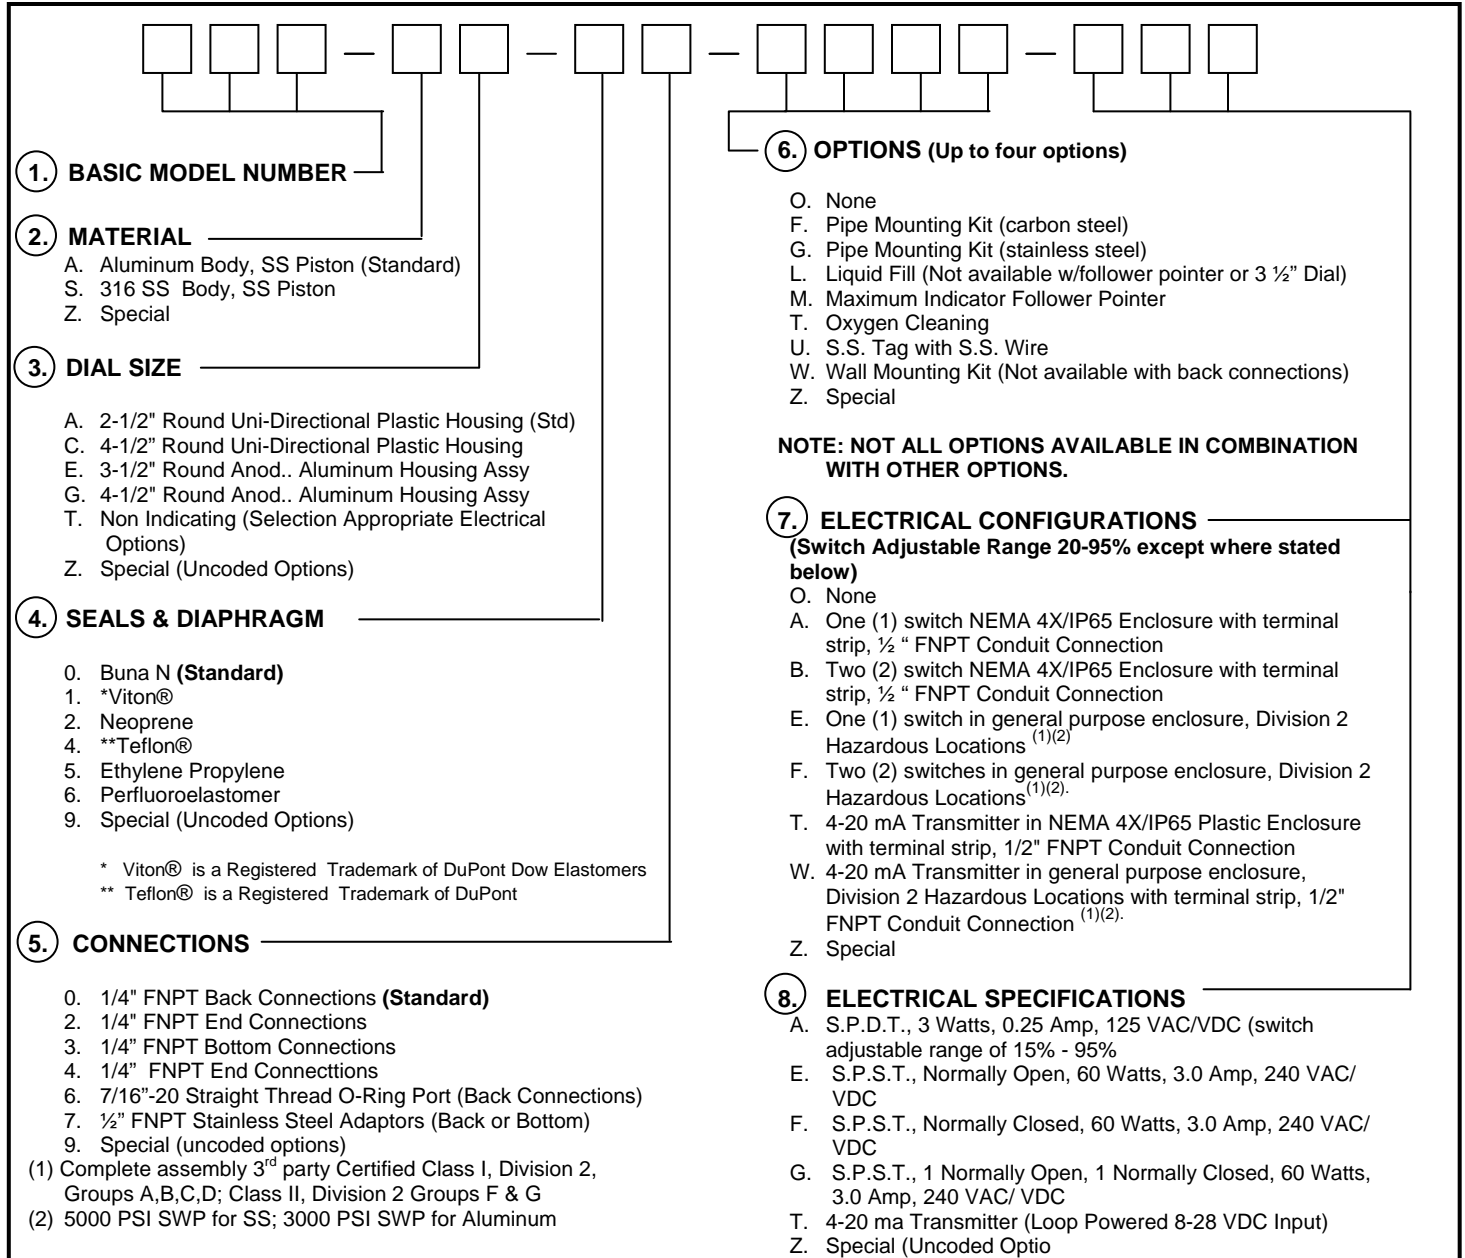 1. BASIC MODEL NUMBER
2. MATERIAL
A. Aluminum Body, SS Piston (Standard)
S. 316 SS Body, SS Piston
Z. Special
3. DIAL SIZE
A. 2-1/2" Round Uni-Directional Plastic Housing (Std)
C. 4-1/2” Round Uni-Directional Plastic Housing
E. 3-1/2" Round Anod.. Aluminum Housing Assy
G. 4-1/2" Round Anod.. Aluminum Housing Assy
T. Non Indicating (Selection Appropriate Electrical
Options)
Z. Special (Uncoded Options)
4. SEALS & DIAPHRAGM
0. Buna N (Standard)
1. *Viton®
2. Neoprene
4. **Teflon®
5. Ethylene Propylene
6. Perfluoroelastomer
9. Special (Uncoded Options)
* Viton® is a Registered Trademark of DuPont Dow Elastomers
** Teflon® is a Registered Trademark of DuPont
5. CONNECTIONS
0. 1/4" FNPT Back Connections (Standard)
2. 1/4" FNPT End Connections
3. 1/4” FNPT Bottom Connections
4. 1/4” FNPT End Connecttions
6. 7/16”-20 Straight Thread O-Ring Port (Back Connections)
7. ½” FNPT Stainless Steel Adaptors (Back or Bottom)
9. Special (uncoded options)
(1) Complete assembly 3rd party Certified Class I, Division 2,
Groups A,B,C,D; Class II, Division 2 Groups F & G
(2) 5000 PSI SWP for SS; 3000 PSI SWP for Aluminum
6. OPTIONS (Up to four options)
O. None
F. Pipe Mounting Kit (carbon steel)
G. Pipe Mounting Kit (stainless steel)
L. Liquid Fill (Not available w/follower pointer or 3 ½” Dial)
M. Maximum Indicator Follower Pointer
T. Oxygen Cleaning
U. S.S. Tag with S.S. Wire
W. Wall Mounting Kit (Not available with back connections)
Z. Special
NOTE: NOT ALL OPTIONS AVAILABLE IN COMBINATION
WITH OTHER OPTIONS.
7. ELECTRICAL CONFIGURATIONS
(Switch Adjustable Range 20-95% except where stated
below)
O. None
A. One (1) switch NEMA 4X/IP65 Enclosure with terminal
strip, ½ “ FNPT Conduit Connection
B. Two (2) switch NEMA 4X/IP65 Enclosure with terminal
strip, ½ “ FNPT Conduit Connection
E. One (1) switch in general purpose enclosure, Division 2
Hazardous Locations (1)(2)
F. Two (2) switches in general purpose enclosure, Division 2
Hazardous Locations(1)(2).
T. 4-20 mA Transmitter in NEMA 4X/IP65 Plastic Enclosure
with terminal strip, 1/2" FNPT Conduit Connection
W. 4-20 mA Transmitter in general purpose enclosure,
Division 2 Hazardous Locations with terminal strip, 1/2"
FNPT Conduit Connection (1)(2).
Z. Special
8. ELECTRICAL SPECIFICATIONS
A. S.P.D.T., 3 Watts, 0.25 Amp, 125 VAC/VDC (switch
adjustable range of 15% - 95%
E. S.P.S.T., Normally Open, 60 Watts, 3.0 Amp, 240 VAC/
VDC
F. S.P.S.T., Normally Closed, 60 Watts, 3.0 Amp, 240 VAC/
VDC
G. S.P.S.T., 1 Normally Open, 1 Normally Closed, 60 Watts,
3.0 Amp, 240 VAC/ VDC
T. 4-20 ma Transmitter (Loop Powered 8-28 VDC Input)
Z. Special (Uncoded Optio